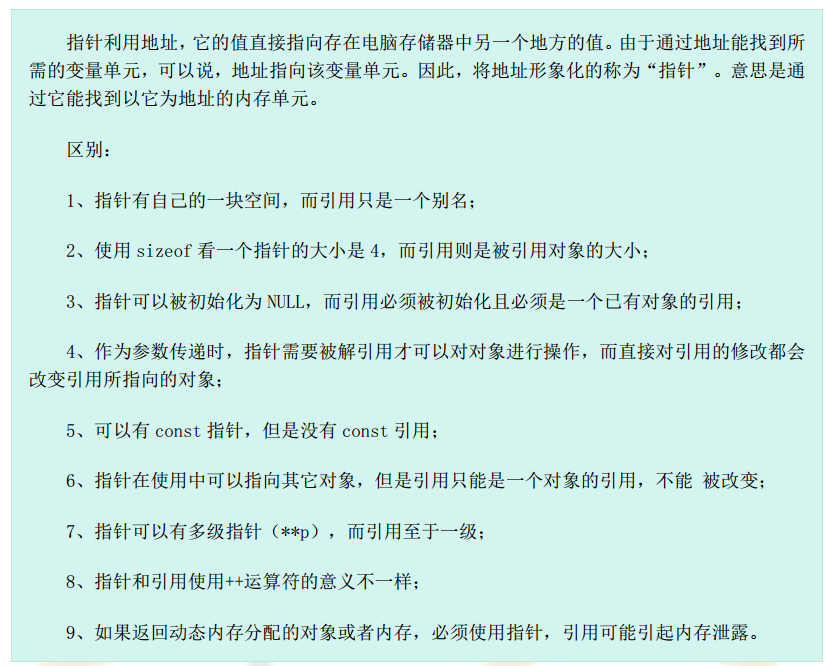 指针利用地址，它的值直接指向存在电脑存储器中另一个地方的值。由于通过地址能找到所
需的变量单元，可以说，地址指向该变量单元。因此，将地址形象化的称为“指针”。意思是通
过它能找到以它为地址的内存单元。
区别：
1、指针有自己的一块空间，而引用只是一个别名；
2、使用 sizeof 看一个指针的大小是 4，而引用则是被引用对象的大小；
3、指针可以被初始化为 NULL，而引用必须被初始化且必须是一个已有对象的引用；
4、作为参数传递时，指针需要被解引用才可以对对象进行操作，而直接对引用的修改都会
改变引用所指向的对象；
5、可以有 const 指针，但是没有 const 引用；
6、指针在使用中可以指向其它对象，但是引用只能是一个对象的引用，不能 被改变；
7、指针可以有多级指针（**p），而引用至于一级；
8、指针和引用使用++运算符的意义不一样；
9、如果返回动态内存分配的对象或者内存，必须使用指针，引用可能引起内存泄露。